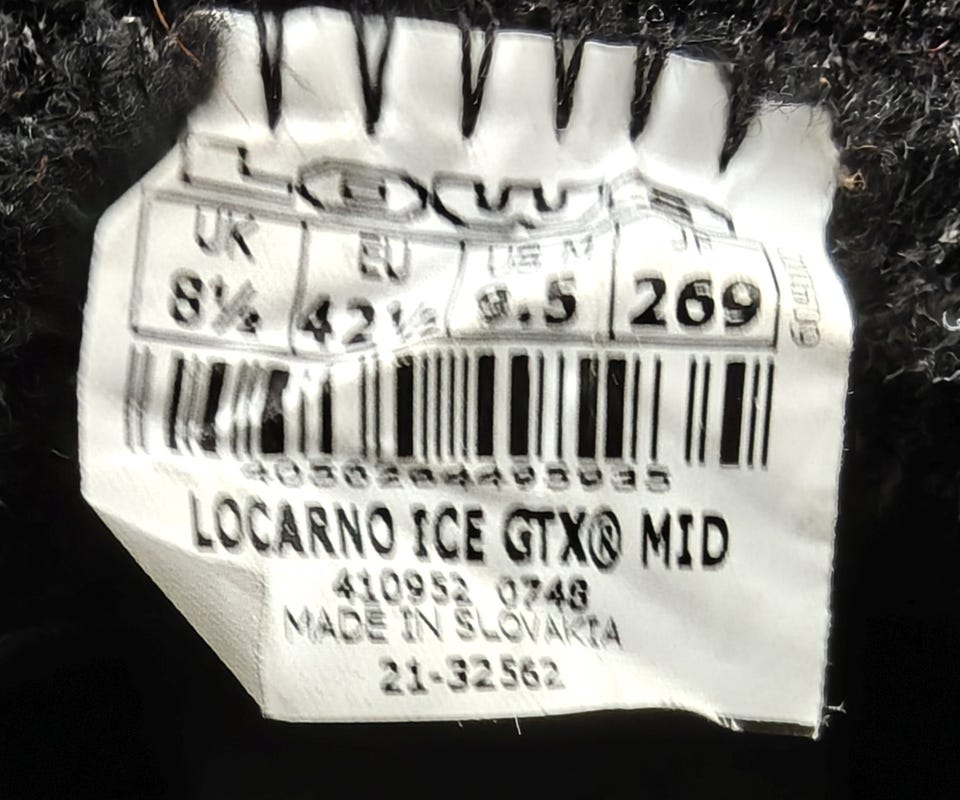 LOWA
UK EU US M JP
8½ 42½ 9.5 269
LOCARNO ICE GTX® MID
410952 0748
MADE IN SLOVAKIA
21-32562